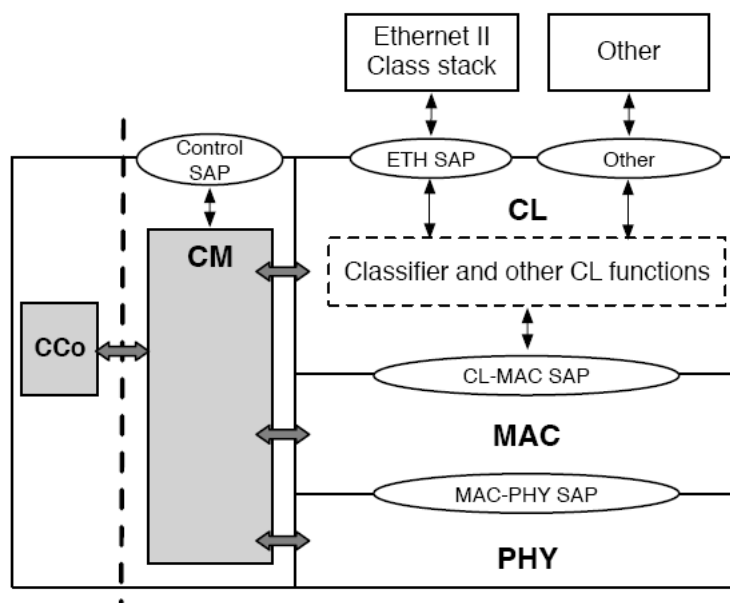 Ethernet II
Class stack
Other
Control
SAP
ETH SAP
Other
CL
CM
Classifier and other CL functions
CCo
CL-MAC SAP
MAC
MAC-PHY SAP
PHY